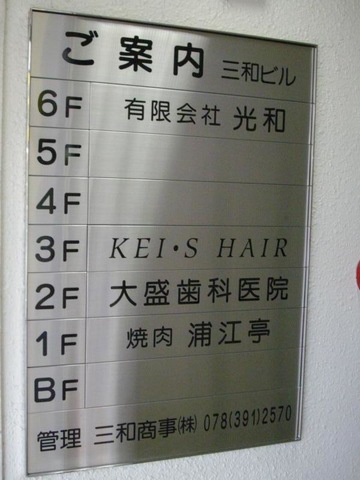 ご案内 三和ビル
6F 有限会社 光和
5F
4F
3F KEI・S HAIR
2F 大盛歯科医院
1F 焼肉 浦江亭
BF
管理 三和商事㈱ 078(391)2570